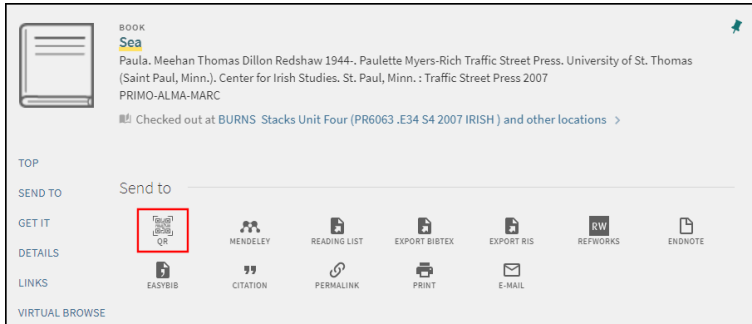 BOOK
Sea
Paula. Meehan Thomas Dillon Redshaw 1944-. Paulette Myers-Rich Traffic Street Press. University of St. Thomas
(Saint Paul, Minn.). Center for Irish Studies. St. Paul, Minn. : Traffic Street Press 2007
PRIMO-ALMA-MARC
Checked out at BURNS Stacks Unit Four (PR6063 .E34 S4 2007 IRISH ) and other locations >
TOP
SEND TO
GET IT
DETAILS
LINKS
VIRTUAL BROWSE
Send to
QR
MENDELEY
READING LIST
EXPORT BIBTEX
EXPORT RIS
RW
REFWORKS
ENDNOTE
EASYBIB
CITATION
PERMALINK
PRINT
E-MAIL